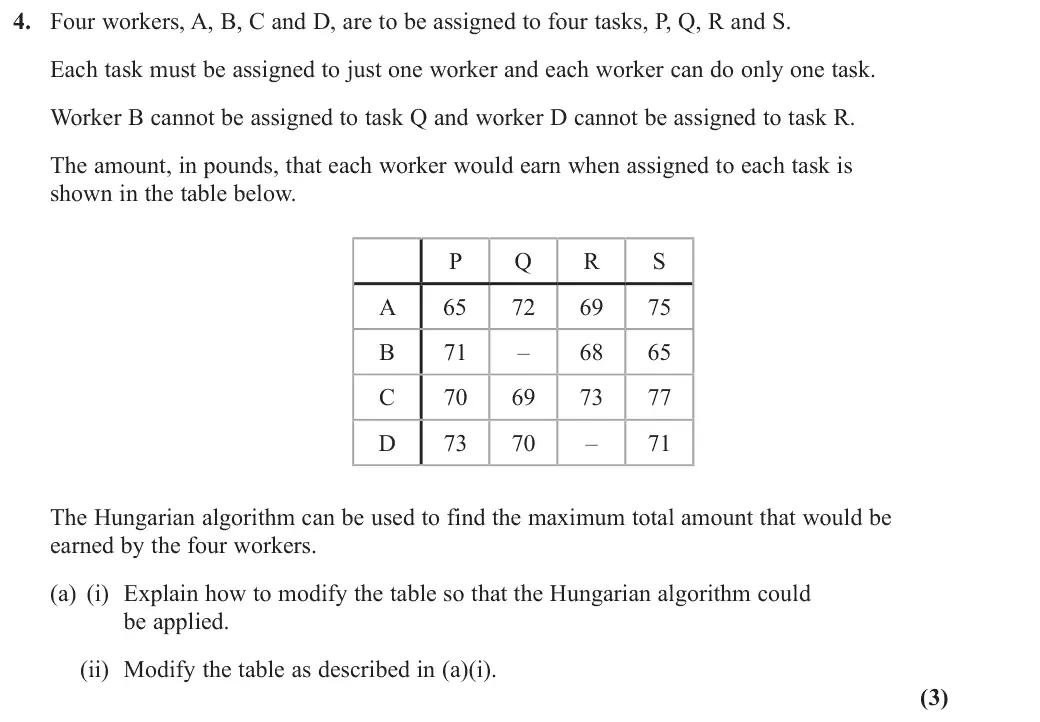 4. Four workers, A, B, C and D, are to be assigned to four tasks, P, Q, R and S.
Each task must be assigned to just one worker and each worker can do only one task.
Worker B cannot be assigned to task Q and worker D cannot be assigned to task R.
The amount, in pounds, that each worker would earn when assigned to each task is
shown in the table below.
P Q R S
A 65 72 69 75
B 71 – 68 65
C 70 69 73 77
D 73 70 – 71
The Hungarian algorithm can be used to find the maximum total amount that would be
earned by the four workers.
(a) (i) Explain how to modify the table so that the Hungarian algorithm could
be applied.
(ii) Modify the table as described in (a)(i).
(3)